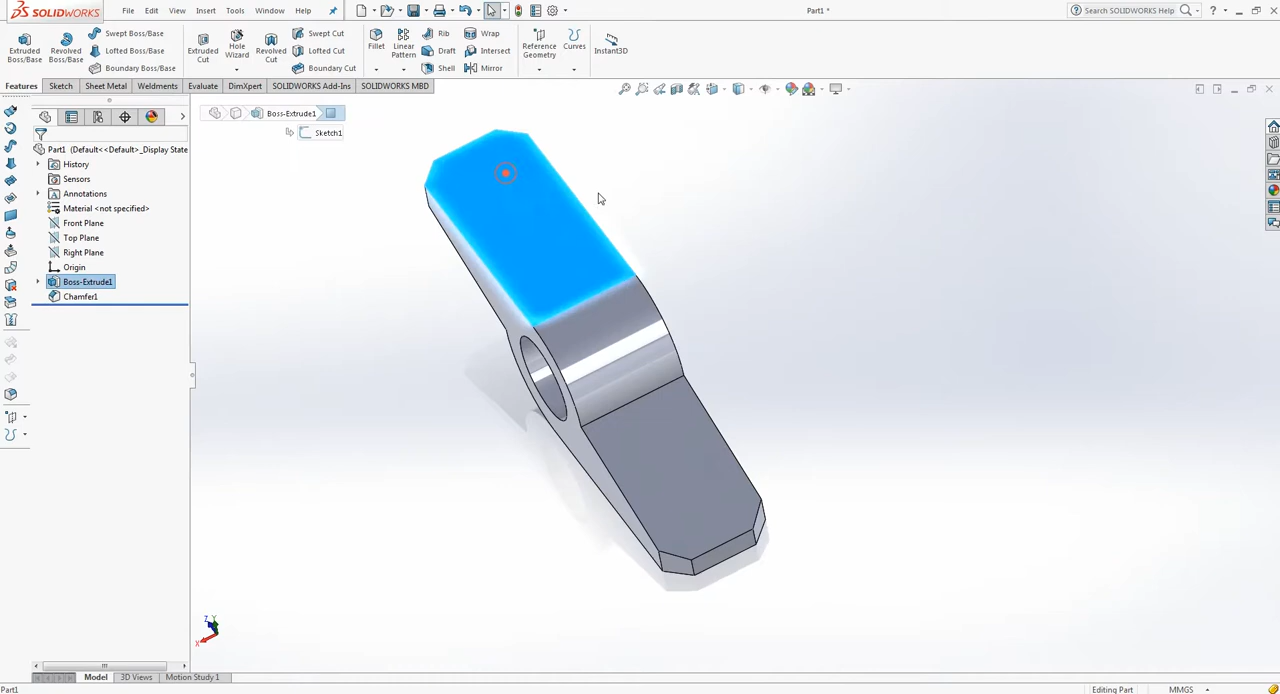 SOLIDWORKS
File Edit View Insert Tools Window Help
Part1 *
Search SOLIDWORKS Help
Extruded Boss/Base
Revolved Boss/Base
Swept Boss/Base
Lofted Boss/Base
Boundary Boss/Base
Extruded Cut
Hole Wizard
Revolved Cut
Swept Cut
Lofted Cut
Boundary Cut
Fillet
Linear Pattern
Rib
Draft
Shell
Wrap
Intersect
Mirror
Reference Geometry
Curves
Instant3D
Features Sketch Sheet Metal Weldments Evaluate DimXpert SOLIDWORKS Add-Ins SOLIDWORKS MBD
Boss-Extrude1
Sketch1
Part1 (Default<<Default>_Display State
History
Sensors
Annotations
Material <not specified>
Front Plane
Top Plane
Right Plane
Origin
Boss-Extrude1
Chamfer1
Z Y
X
Model 3D Views Motion Study 1
Part1
Editing Part MMGS